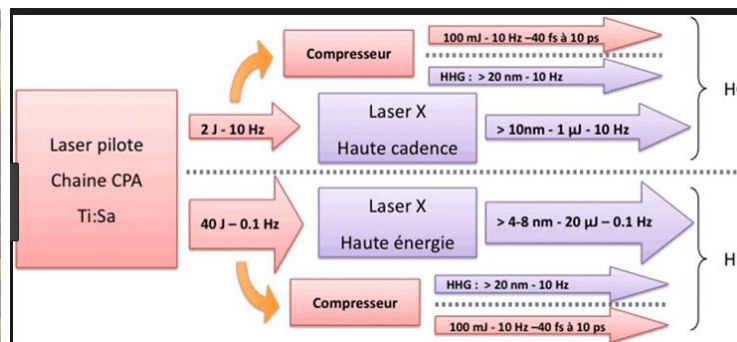 100 mJ - 10 Hz –40 fs à 10 ps
Compresseur
HHG : > 20 nm - 10 Hz
Laser X
Haute cadence
2 J - 10 Hz
> 10nm - 1 µJ - 10 Hz
Laser pilote
Chaine CPA
Ti:Sa
40 J – 0.1 Hz
Laser X
Haute énergie
> 4-8 nm - 20 µJ – 0.1 Hz
HHG : > 20 nm - 10 Hz
Compresseur
100 mJ - 10 Hz –40 fs à 10 ps